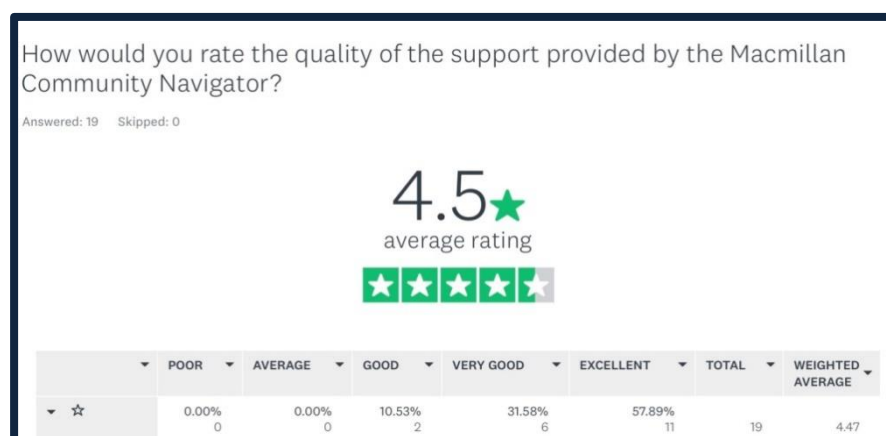 How would you rate the quality of the support provided by the Macmillan
Community Navigator?
Answered: 19 Skipped: 0
4.5
average rating
POOR AVERAGE GOOD VERY GOOD EXCELLENT TOTAL WEIGHTED AVERAGE
0.00% 0.00% 10.53% 31.58% 57.89%
0 0 2 6 11 19 4.47